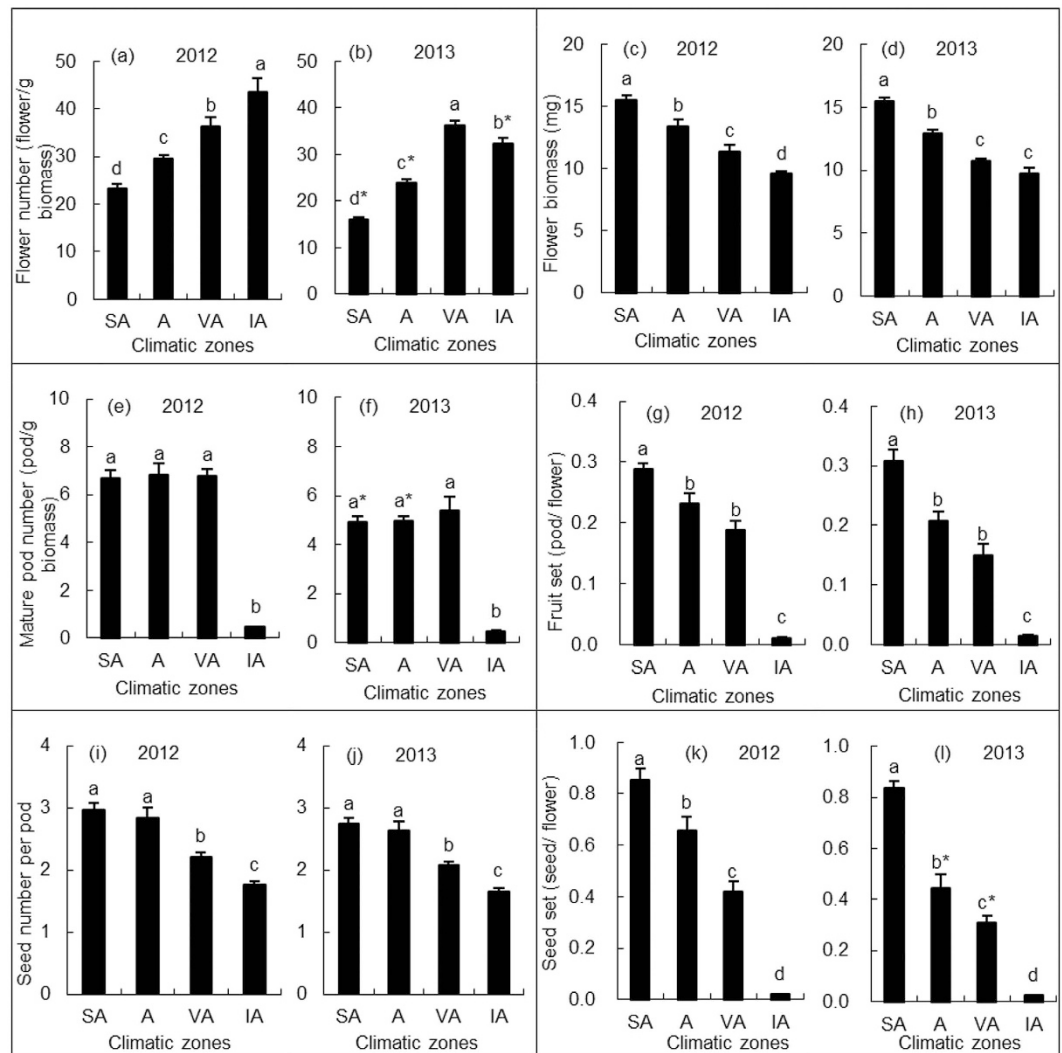 (a) 2012
Flower number (flower/g
biomass)
50
40
30
20
10
0
d c b a
SA A VA IA
Climatic zones
(b) 2013
50
40
30
20
10
0
d* c* a b*
SA A VA IA
Climatic zones
(c) 2012
Flower biomass (mg)
20
15
10
5
0
a b c d
SA A VA IA
Climatic zones
(d) 2013
20
15
10
5
0
a b c c
SA A VA IA
Climatic zones
(e) 2012
Mature pod number (pod/g
biomass)
10
8
6
4
2
0
a a a b
SA A VA IA
Climatic zones
(f) 2013
10
8
6
4
2
0
a* a* a b
SA A VA IA
Climatic zones
(g) 2012
Fruit set (pod/ flower)
0.4
0.3
0.2
0.1
0.0
a b b c
SA A VA IA
Climatic zones
(h) 2013
0.4
0.3
0.2
0.1
0.0
a b b c
SA A VA IA
Climatic zones
(i) 2012
Seed number per pod
4
3
2
1
0
a a b c
SA A VA IA
Climatic zones
(j) 2013
4
3
2
1
0
a a b c
SA A VA IA
Climatic zones
(k) 2012
Seed set (seed/ flower)
1.0
0.8
0.6
0.4
0.2
0.0
a b c d
SA A VA IA
Climatic zones
(l) 2013
1.0
0.8
0.6
0.4
0.2
0.0
a b* c* d
SA A VA IA
Climatic zones